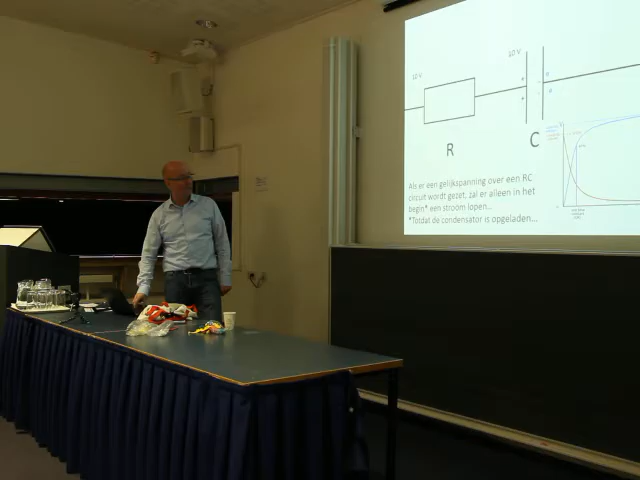 10 V
R
C
Als er een gelijkspanning over een RC
circuit wordt gezet, zal er alleen in het
begin* een stroom lopen...
*Totdat de condensator is opgeladen...